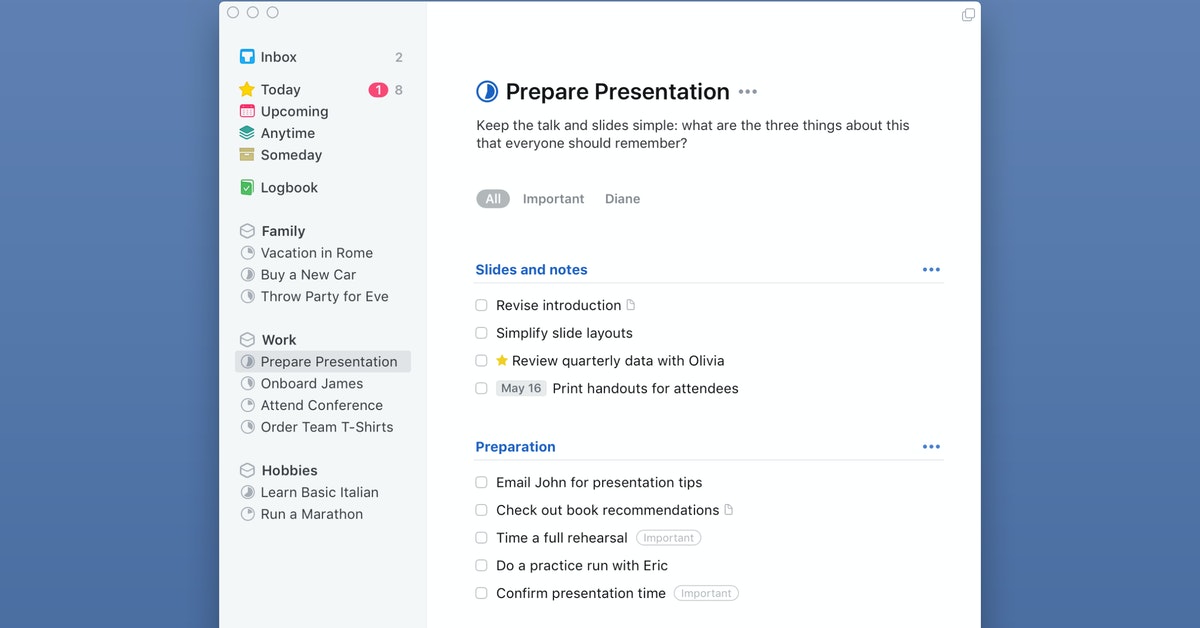 Inbox 2
Today 1 8
Upcoming
Anytime
Someday
Logbook
Family
Vacation in Rome
Buy a New Car
Throw Party for Eve
Work
Prepare Presentation
Onboard James
Attend Conference
Order Team T-Shirts
Hobbies
Learn Basic Italian
Run a Marathon
Prepare Presentation
Keep the talk and slides simple: what are the three things about this
that everyone should remember?
All Important Diane
Slides and notes
Revise introduction
Simplify slide layouts
Review quarterly data with Olivia
May 16 Print handouts for attendees
Preparation
Email John for presentation tips
Check out book recommendations
Time a full rehearsal Important
Do a practice run with Eric
Confirm presentation time Important